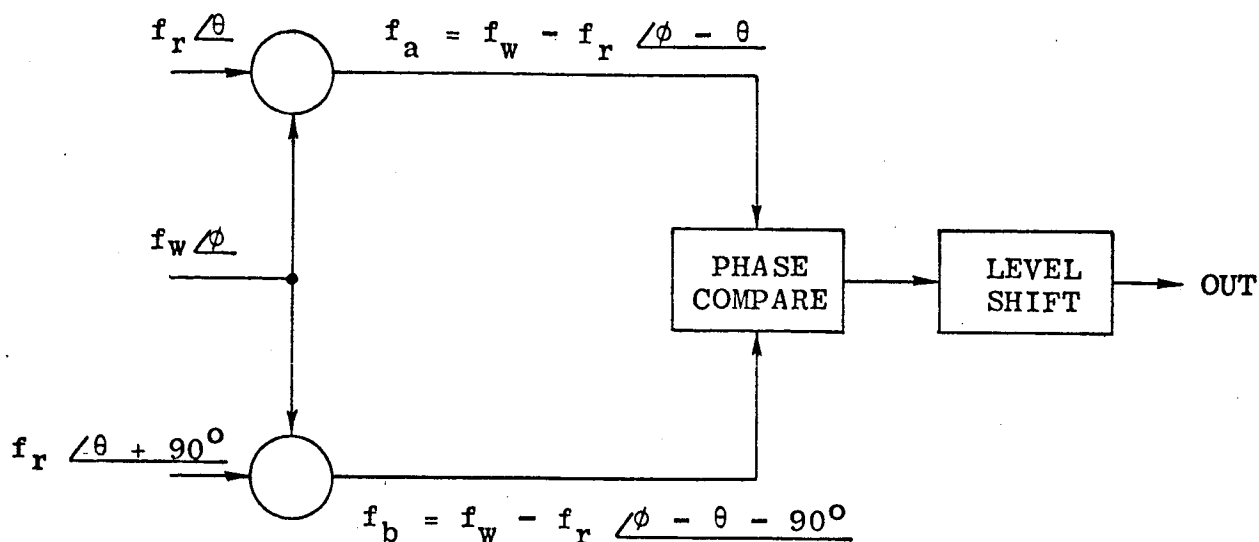 f_r ∠θ
f_a = f_w - f_r ∠ϕ - θ
f_w ∠ϕ
PHASE
COMPARE
LEVEL
SHIFT
OUT
f_r ∠θ + 90°
f_b = f_w - f_r ∠ϕ - θ - 90°